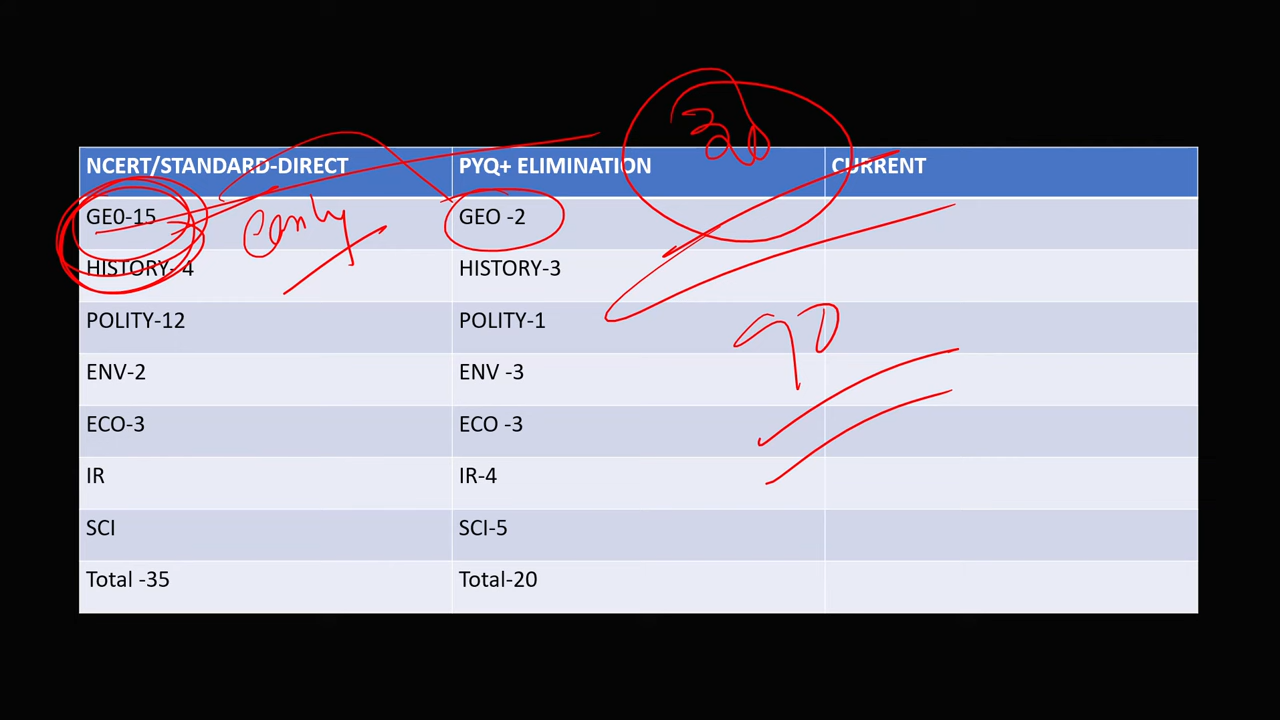 NCERT/STANDARD-DIRECT PYQ+ ELIMINATION CURRENT
GE0-15 GEO -2
HISTORY- 4 HISTORY-3
POLITY-12 POLITY-1
ENV-2 ENV -3
ECO-3 ECO -3
IR IR-4
SCI SCI-5
Total -35 Total-20